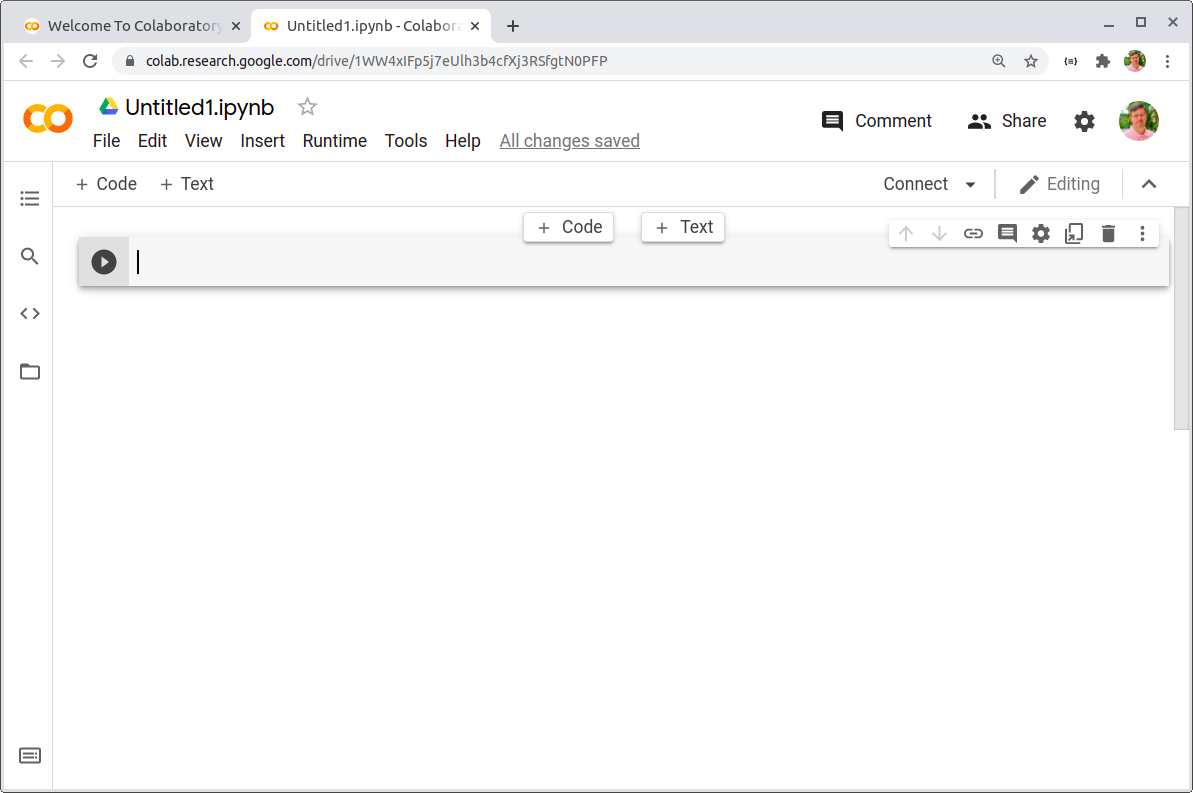 Welcome To Colaboratory
Untitled1.ipynb - Colabora
colab.research.google.com/drive/1WW4xIFp5j7eUlh3b4cfXj3RSfgtN0PFP
Untitled1.ipynb
Comment
Share
File Edit View Insert Runtime Tools Help All changes saved
+ Code + Text
Connect
Editing
+ Code + Text